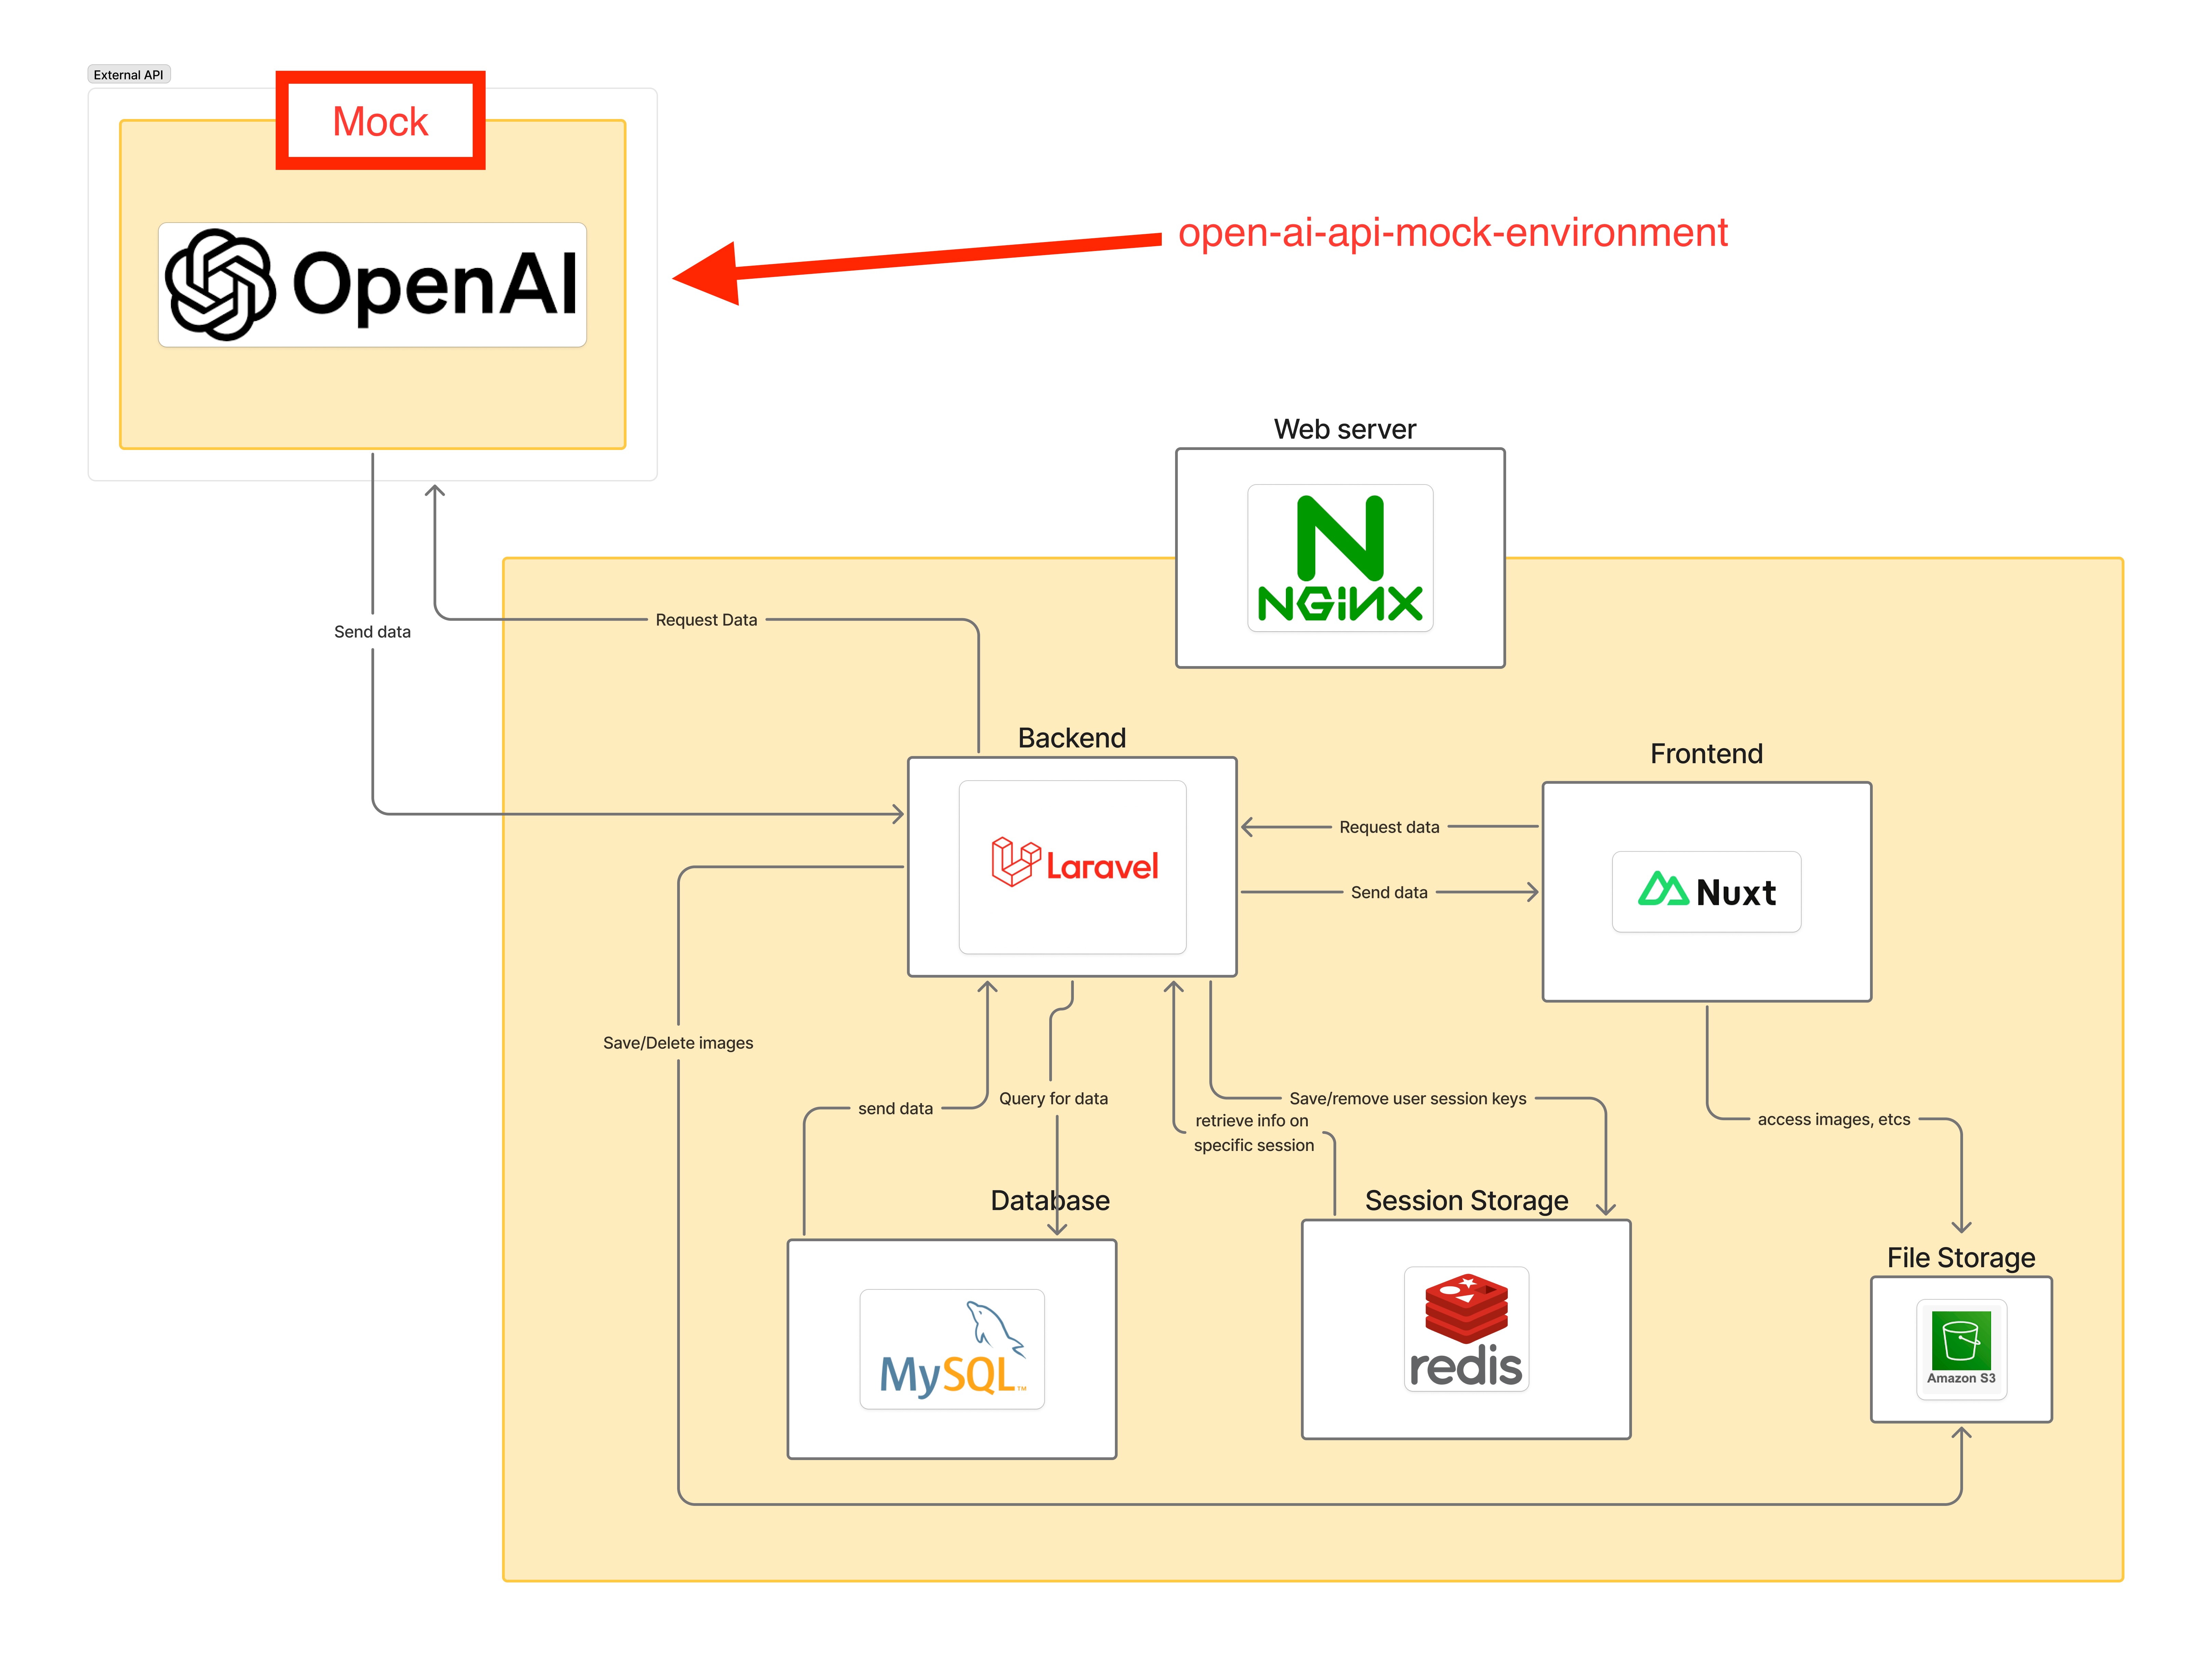 External API
Mock
OpenAI
open-ai-api-mock-environment
Web server
NGINX
Send data
Request Data
Backend
Laravel
Frontend
Nuxt
Request data
Send data
Save/Delete images
send data
Query for data
Save/remove user session keys
retrieve info on
specific session
access images, etcs
Database
MySQL™
Session Storage
redis
File Storage
Amazon S3